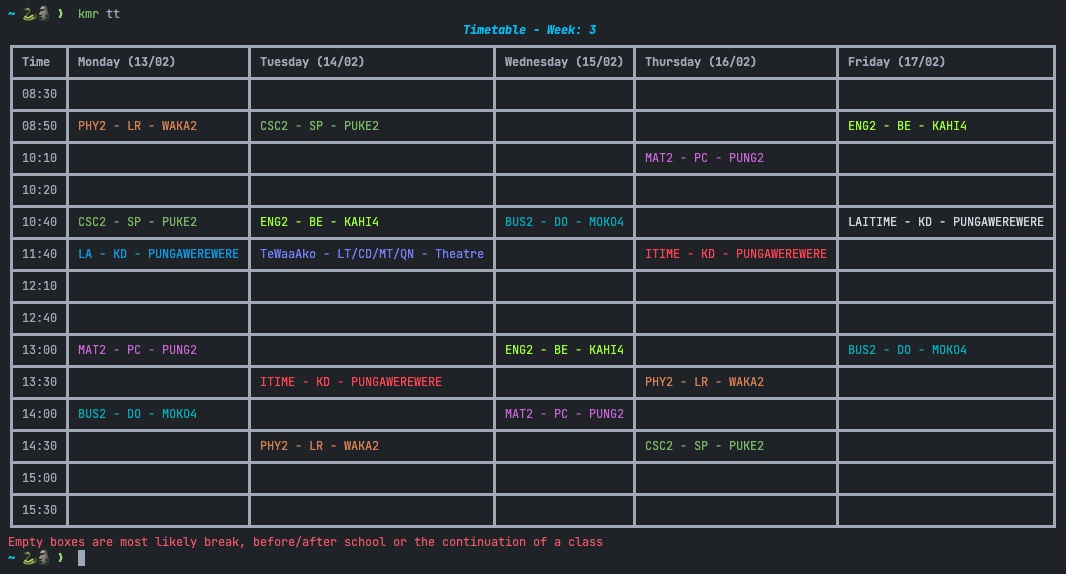 ~ 🐍🗿 ❯ kmr tt
Timetable - Week: 3
Time Monday (13/02) Tuesday (14/02) Wednesday (15/02) Thursday (16/02) Friday (17/02)
08:30
08:50 PHY2 - LR - WAKA2 CSC2 - SP - PUKE2 ENG2 - BE - KAHI4
10:10 MAT2 - PC - PUNG2
10:20
10:40 CSC2 - SP - PUKE2 ENG2 - BE - KAHI4 BUS2 - DO - MOKO4 LAITIME - KD - PUNGAWEREWERE
11:40 LA - KD - PUNGAWEREWERE TeWaaAko - LT/CD/MT/QN - Theatre ITIME - KD - PUNGAWEREWERE
12:10
12:40
13:00 MAT2 - PC - PUNG2 ENG2 - BE - KAHI4 BUS2 - DO - MOKO4
13:30 ITIME - KD - PUNGAWEREWERE PHY2 - LR - WAKA2
14:00 BUS2 - DO - MOKO4 MAT2 - PC - PUNG2
14:30 PHY2 - LR - WAKA2 CSC2 - SP - PUKE2
15:00
15:30
Empty boxes are most likely break, before/after school or the continuation of a class
~ 🐍🗿 ❯